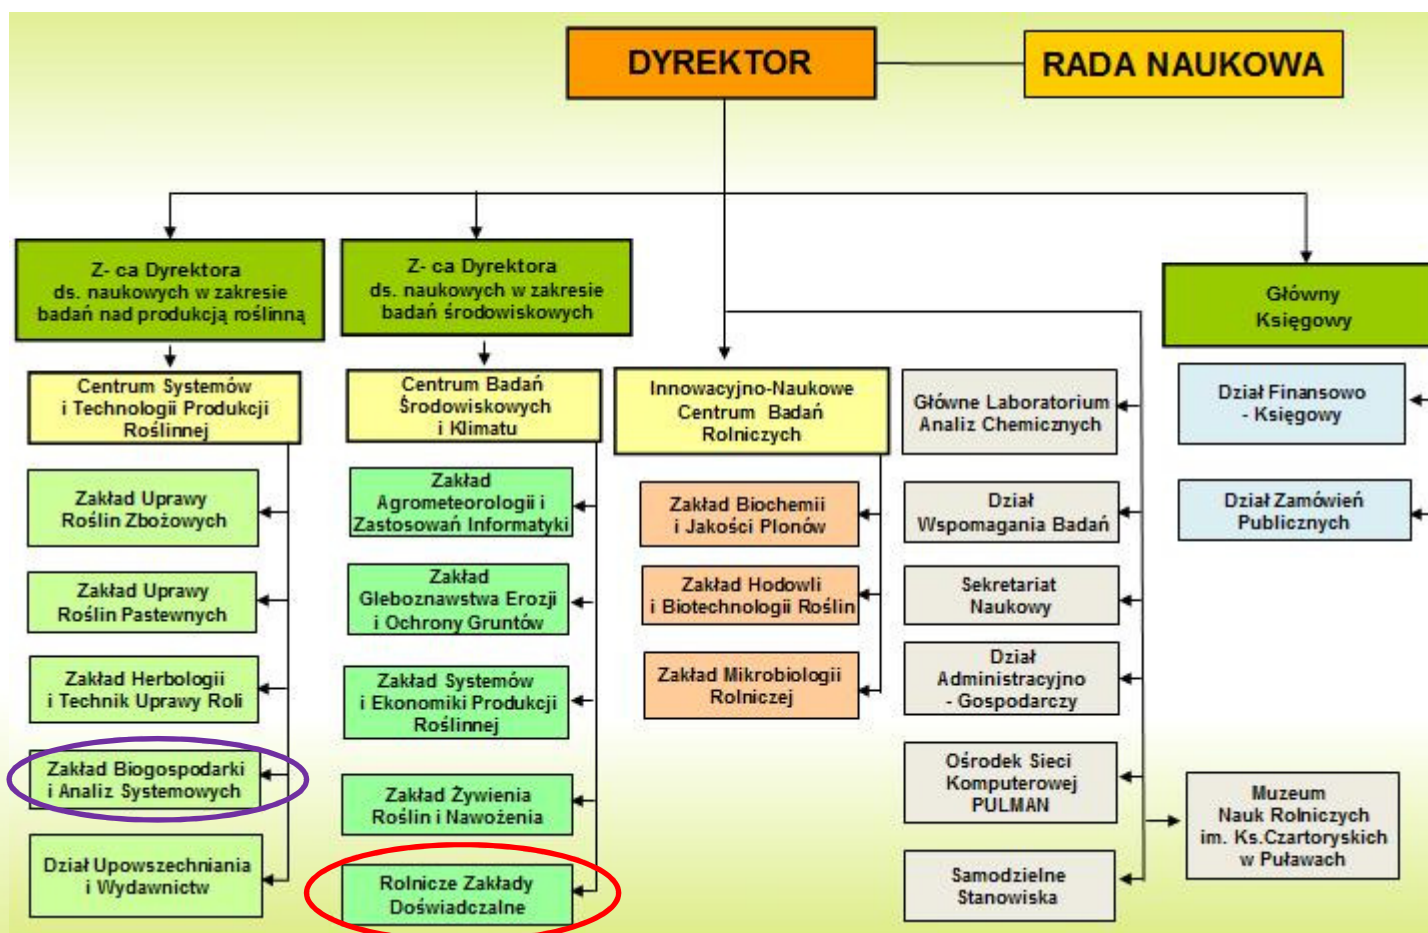 DYREKTOR
RADA NAUKOWA
Z- ca Dyrektora
ds. naukowych w zakresie
badań nad produkcją roślinną
Z- ca Dyrektora
ds. naukowych w zakresie
badań środowiskowych
Główny
Księgowy
Centrum Systemów
i Technologii Produkcji
Roślinnej
Zakład Uprawy
Roślin Zbożowych
Zakład Uprawy
Roślin Pastewnych
Zakład Herbologii
i Technik Uprawy Roli
Zakład Biogospodarki
i Analiz Systemowych
Dział Upowszechniania
i Wydawnictw
Centrum Badań
Środowiskowych
i Klimatu
Zakład
Agrometeorologii i
Zastosowań Informatyki
Zakład
Gleboznawstwa Erozji
i Ochrony Gruntów
Zakład Systemów
i Ekonomiki Produkcji
Roślinnej
Zakład Żywienia
Roślin i Nawożenia
Rolnicze Zakłady
Doświadczalne
Innowacyjno-Naukowe
Centrum Badań
Rolniczych
Zakład Biochemii
i Jakości Plonów
Zakład Hodowli
i Biotechnologii Roślin
Zakład Mikrobiologii
Rolniczej
Główne Laboratorium
Analiz Chemicznych
Dział
Wspomagania Badań
Sekretariat
Naukowy
Dział
Administracyjno
- Gospodarczy
Ośrodek Sieci
Komputerowej
PULMAN
Samodzielne
Stanowiska
Muzeum
Nauk Rolniczych
im. Ks.Czartoryskich
w Puławach
Dział Finansowo
- Księgowy
Dział Zamówień
Publicznych